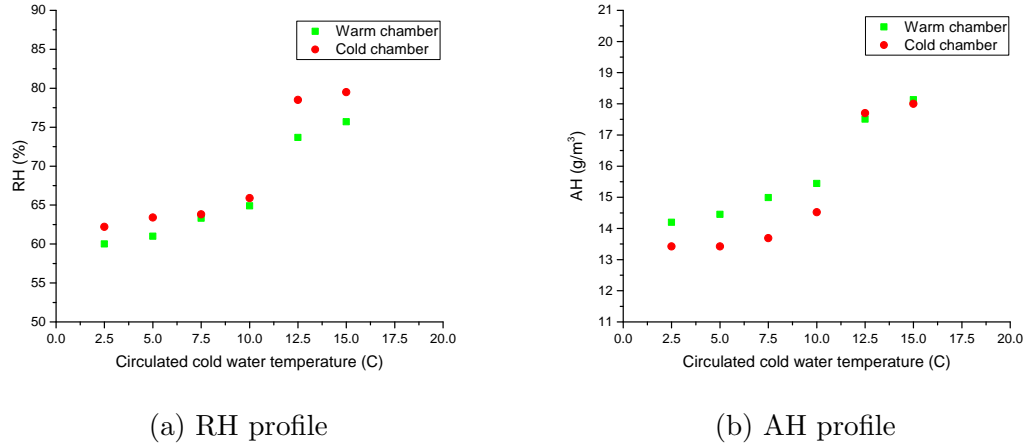 90
85
80
75
70
65
60
55
50
RH (%)
0.0 2.5 5.0 7.5 10.0 12.5 15.0 17.5 20.0
Circulated cold water temperature (C)
Warm chamber
Cold chamber
(a) RH profile
21
20
19
18
17
16
15
14
13
12
11
AH (g/m³)
0.0 2.5 5.0 7.5 10.0 12.5 15.0 17.5 20.0
Circulated cold water temperature (C)
Warm chamber
Cold chamber
(b) AH profile